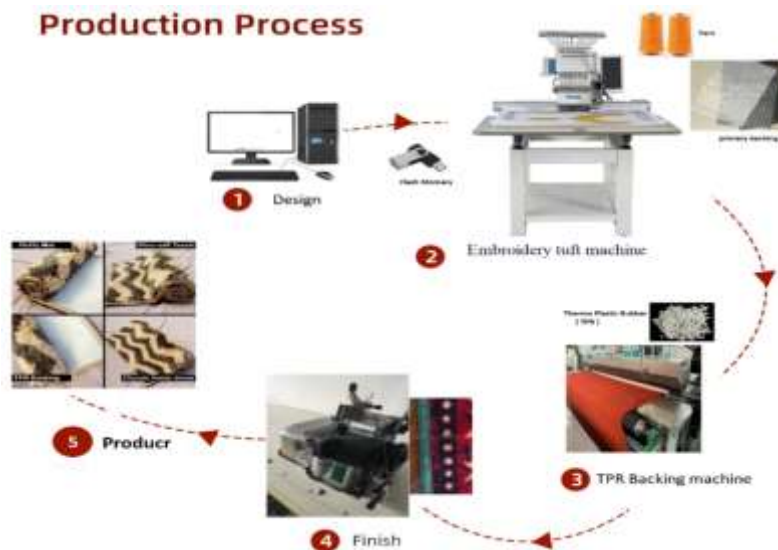 Production Process
Yarn
primary backing
Flash Memory
1 Design
2 Embroidery tuft machine
Thermo Plastic Rubber
( TPR )
3 TPR Backing machine
4 Finish
5 Producr